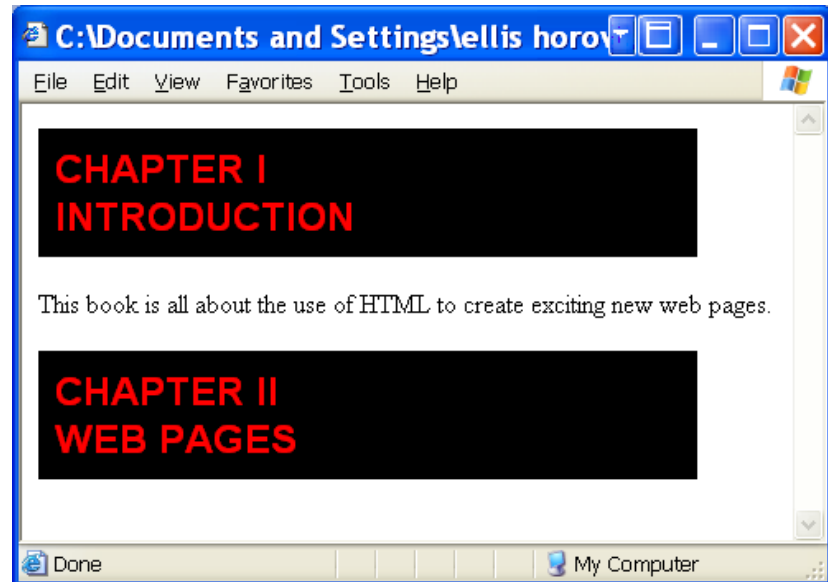 C:\Documents and Settings\ellis horov
File Edit View Favorites Tools Help
CHAPTER I
INTRODUCTION
This book is all about the use of HTML to create exciting new web pages.
CHAPTER II
WEB PAGES
Done My Computer